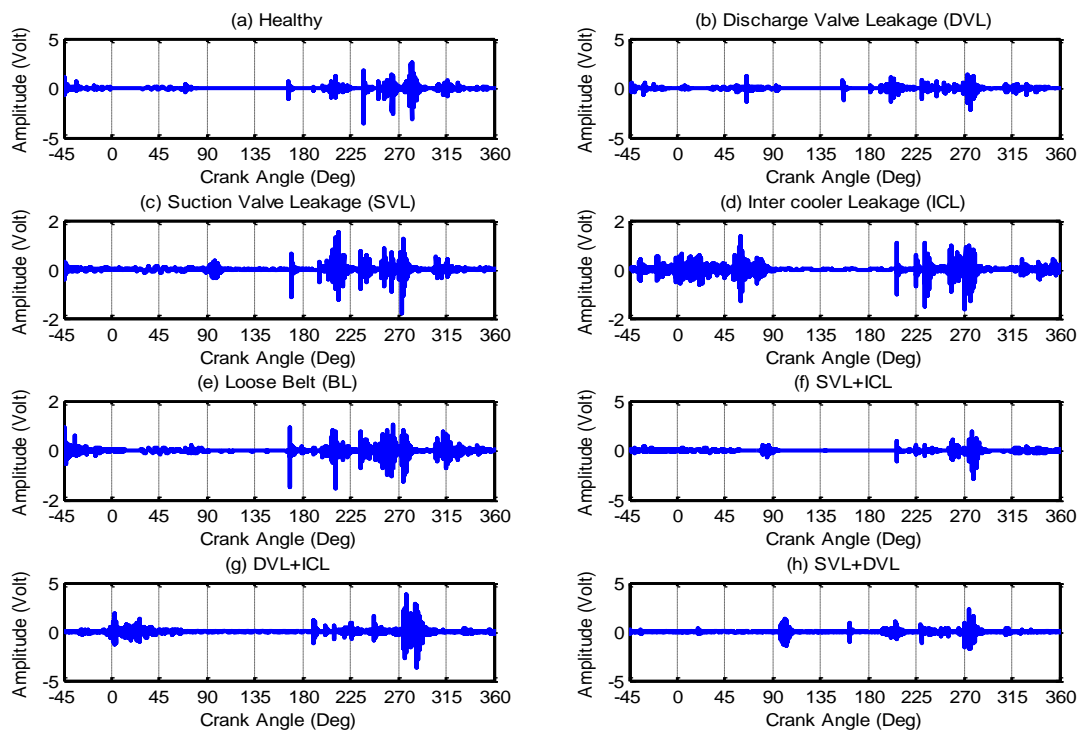 (a) Healthy
Amplitude (Volt)
5
0
-5
-45 0 45 90 135 180 225 270 315 360
Crank Angle (Deg)
(b) Discharge Valve Leakage (DVL)
Amplitude (Volt)
5
0
-5
-45 0 45 90 135 180 225 270 315 360
Crank Angle (Deg)
(c) Suction Valve Leakage (SVL)
Amplitude (Volt)
2
0
-2
-45 0 45 90 135 180 225 270 315 360
Crank Angle (Deg)
(d) Inter cooler Leakage (ICL)
Amplitude (Volt)
2
0
-2
-45 0 45 90 135 180 225 270 315 360
Crank Angle (Deg)
(e) Loose Belt (BL)
Amplitude (Volt)
2
0
-2
-45 0 45 90 135 180 225 270 315 360
Crank Angle (Deg)
(f) SVL+ICL
Amplitude (Volt)
5
0
-5
-45 0 45 90 135 180 225 270 315 360
Crank Angle (Deg)
(g) DVL+ICL
Amplitude (Volt)
5
0
-5
-45 0 45 90 135 180 225 270 315 360
Crank Angle (Deg)
(h) SVL+DVL
Amplitude (Volt)
5
0
-5
-45 0 45 90 135 180 225 270 315 360
Crank Angle (Deg)